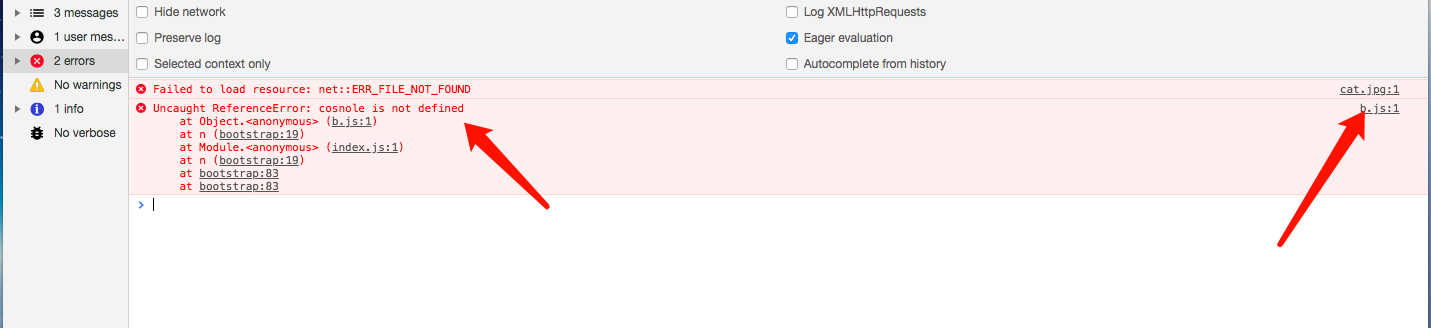 3 messages
1 user mes...
2 errors
No warnings
1 info
No verbose
Hide network
Log XMLHttpRequests
Preserve log
Eager evaluation
Selected context only
Autocomplete from history
Failed to load resource: net::ERR_FILE_NOT_FOUND cat.jpg:1
Uncaught ReferenceError: cosnole is not defined b.js:1
at Object.<anonymous> (b.js:1)
at n (bootstrap:19)
at Module.<anonymous> (index.js:1)
at n (bootstrap:19)
at bootstrap:83
at bootstrap:83